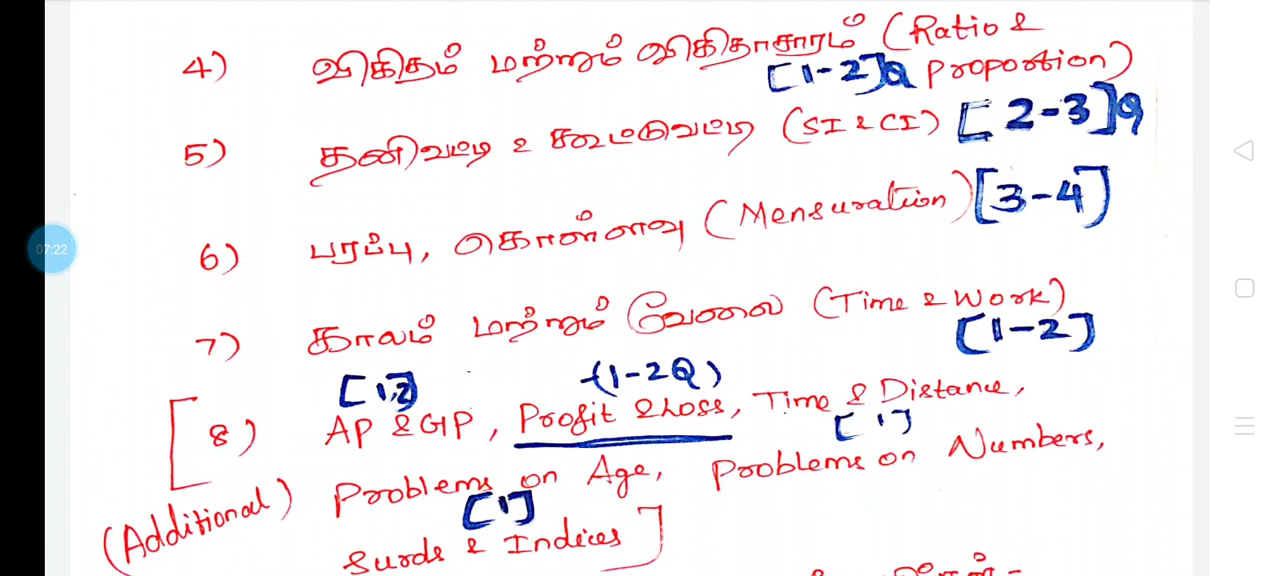 4) விகிதம் மற்றும் விகிதாசாரம் (Ratio &
[1-2]Q Proportion)
5) தனிவட்டி & கூட்டுவட்டி (SI & CI) [2-3]Q
6) பரப்பு, கொள்ளளவு (Mensuration) [3-4]
07:22
7) காலம் மற்றும் வேலை (Time & Work)
[1-2]
[1,2] (1-2Q)
[8) AP & GP, Profit & Loss, Time & Distance,
[1]
(Additional) Problems on Age, Problems on Numbers,
[1]
Surds & Indices]